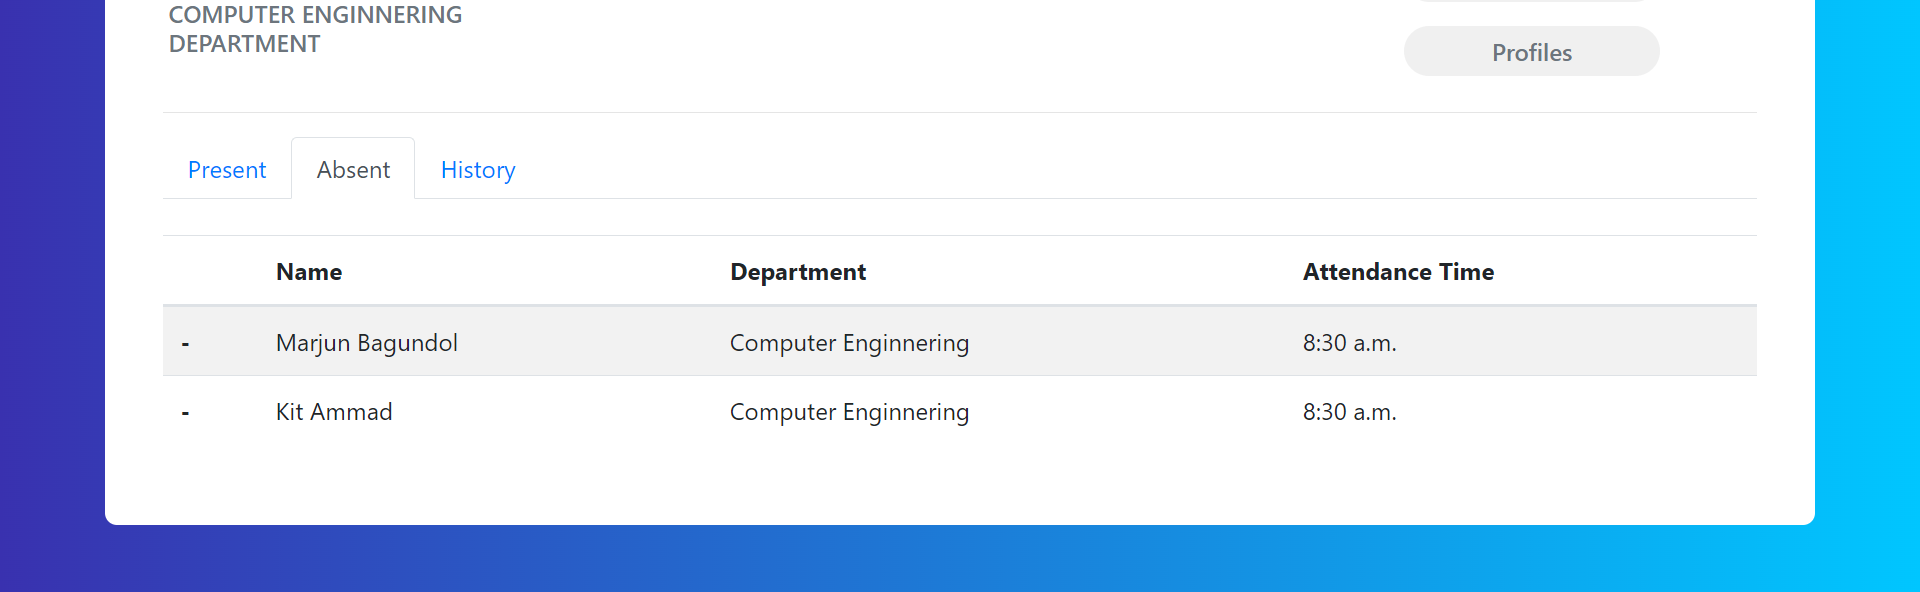 COMPUTER ENGINNERING
DEPARTMENT
Profiles
Present Absent History
Name Department Attendance Time
- Marjun Bagundol Computer Enginnering 8:30 a.m.
- Kit Ammad Computer Enginnering 8:30 a.m.